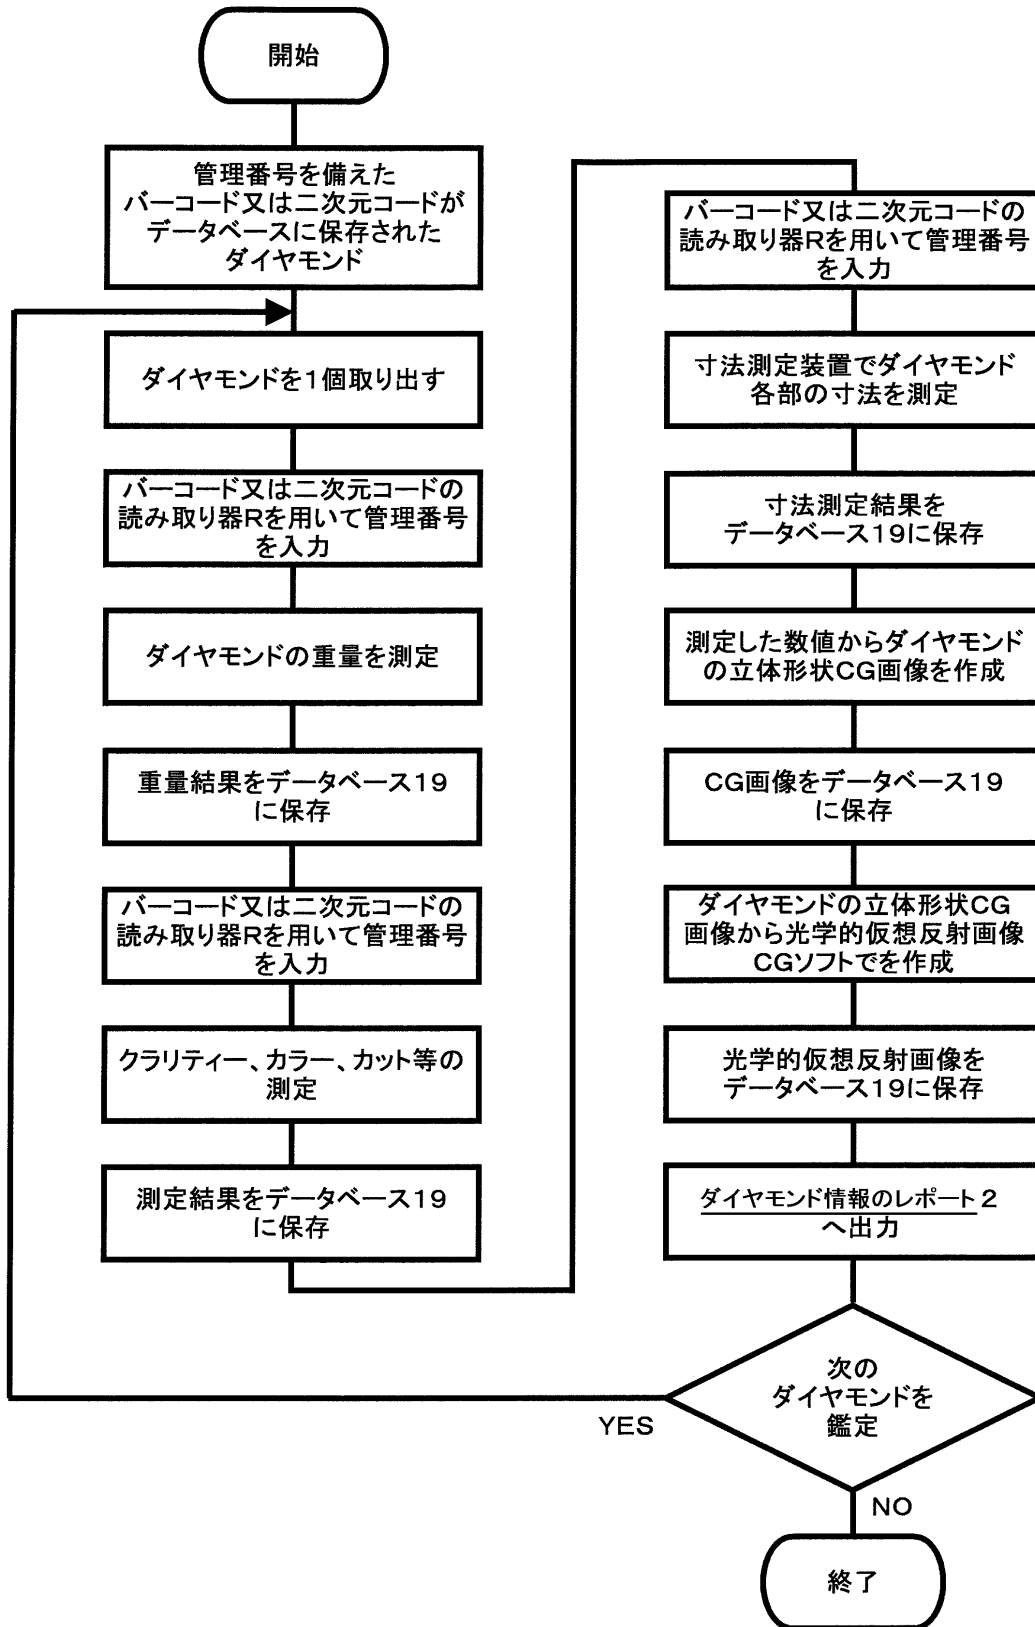 開始
管理番号を備えた
バーコード又は二次元コードが
データベースに保存された
ダイヤモンド
ダイヤモンドを1個取り出す
バーコード又は二次元コードの
読み取り器Rを用いて管理番号
を入力
ダイヤモンドの重量を測定
重量結果をデータベース19
に保存
バーコード又は二次元コードの
読み取り器Rを用いて管理番号
を入力
クラリティー、カラー、カット等の
測定
測定結果をデータベース19
に保存
バーコード又は二次元コードの
読み取り器Rを用いて管理番号
を入力
寸法測定装置でダイヤモンド
各部の寸法を測定
寸法測定結果を
データベース19に保存
測定した数値からダイヤモンド
の立体形状CG画像を作成
CG画像をデータベース19
に保存
ダイヤモンドの立体形状CG
画像から光学的仮想反射画像
CGソフトでを作成
光学的仮想反射画像を
データベース19に保存
ダイヤモンド情報のレポート2
へ出力
次の
ダイヤモンドを
鑑定
YES
NO
終了